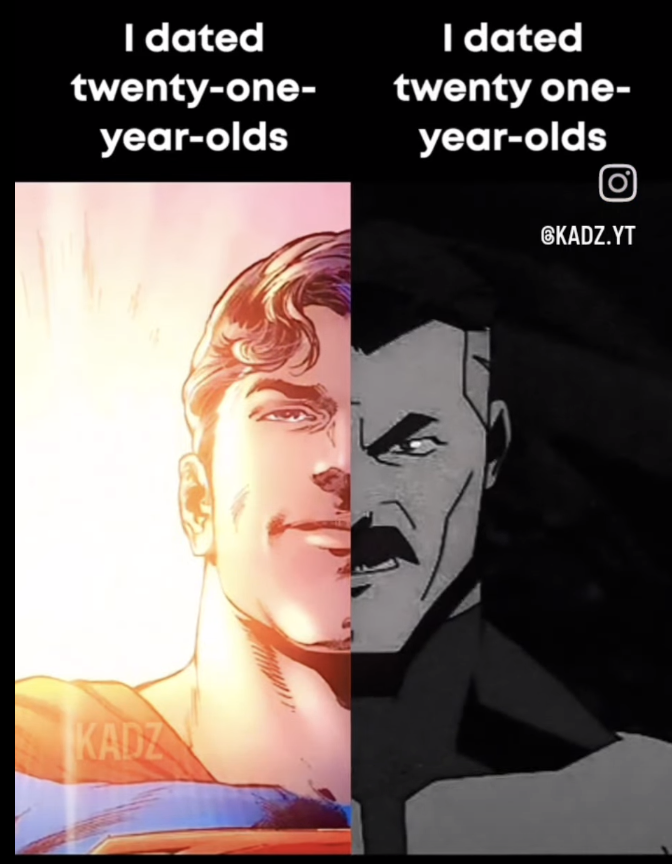 I dated
twenty-one-
year-olds
I dated
twenty one-
year-olds
@KADZ.YT
KADZ